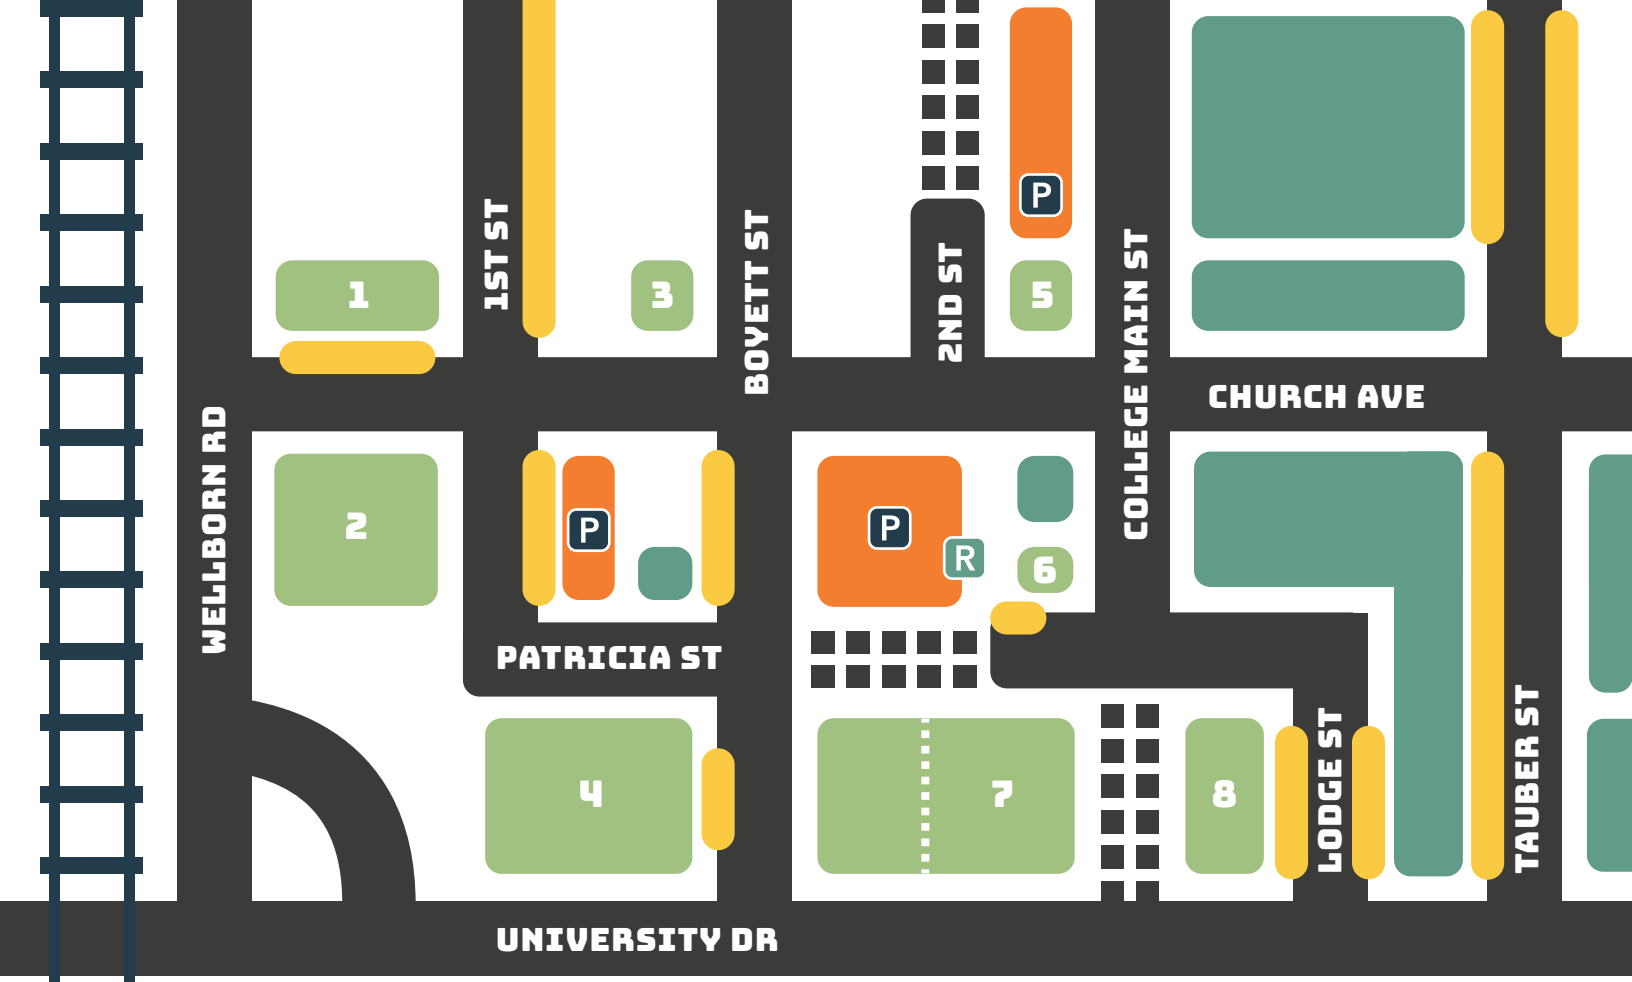 P
1ST ST
BOYETT ST
2ND ST
COLLEGE MAIN ST
1
3
5
CHURCH AVE
WELLBORN RD
2
P
P
R
6
PATRICIA ST
4
7
8
LODGE ST
TAUBER ST
UNIVERSITY DR